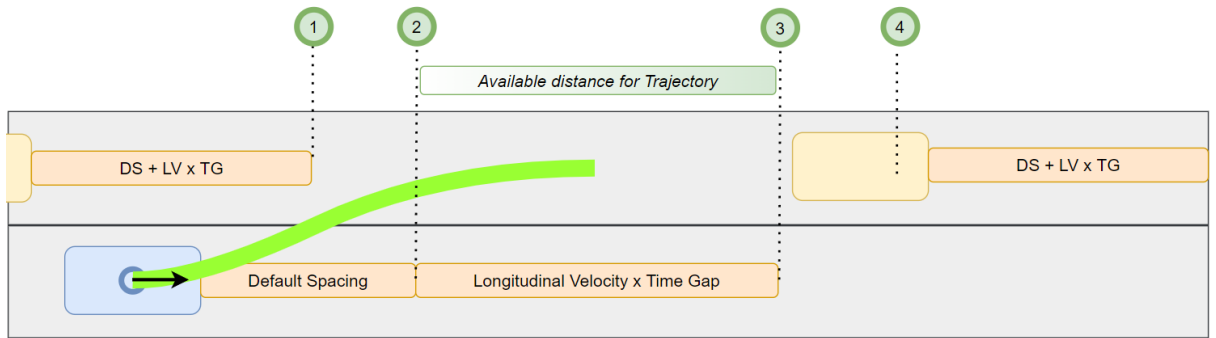 1
2
3
4
Available distance for Trajectory
DS + LV x TG
DS + LV x TG
Default Spacing
Longitudinal Velocity x Time Gap